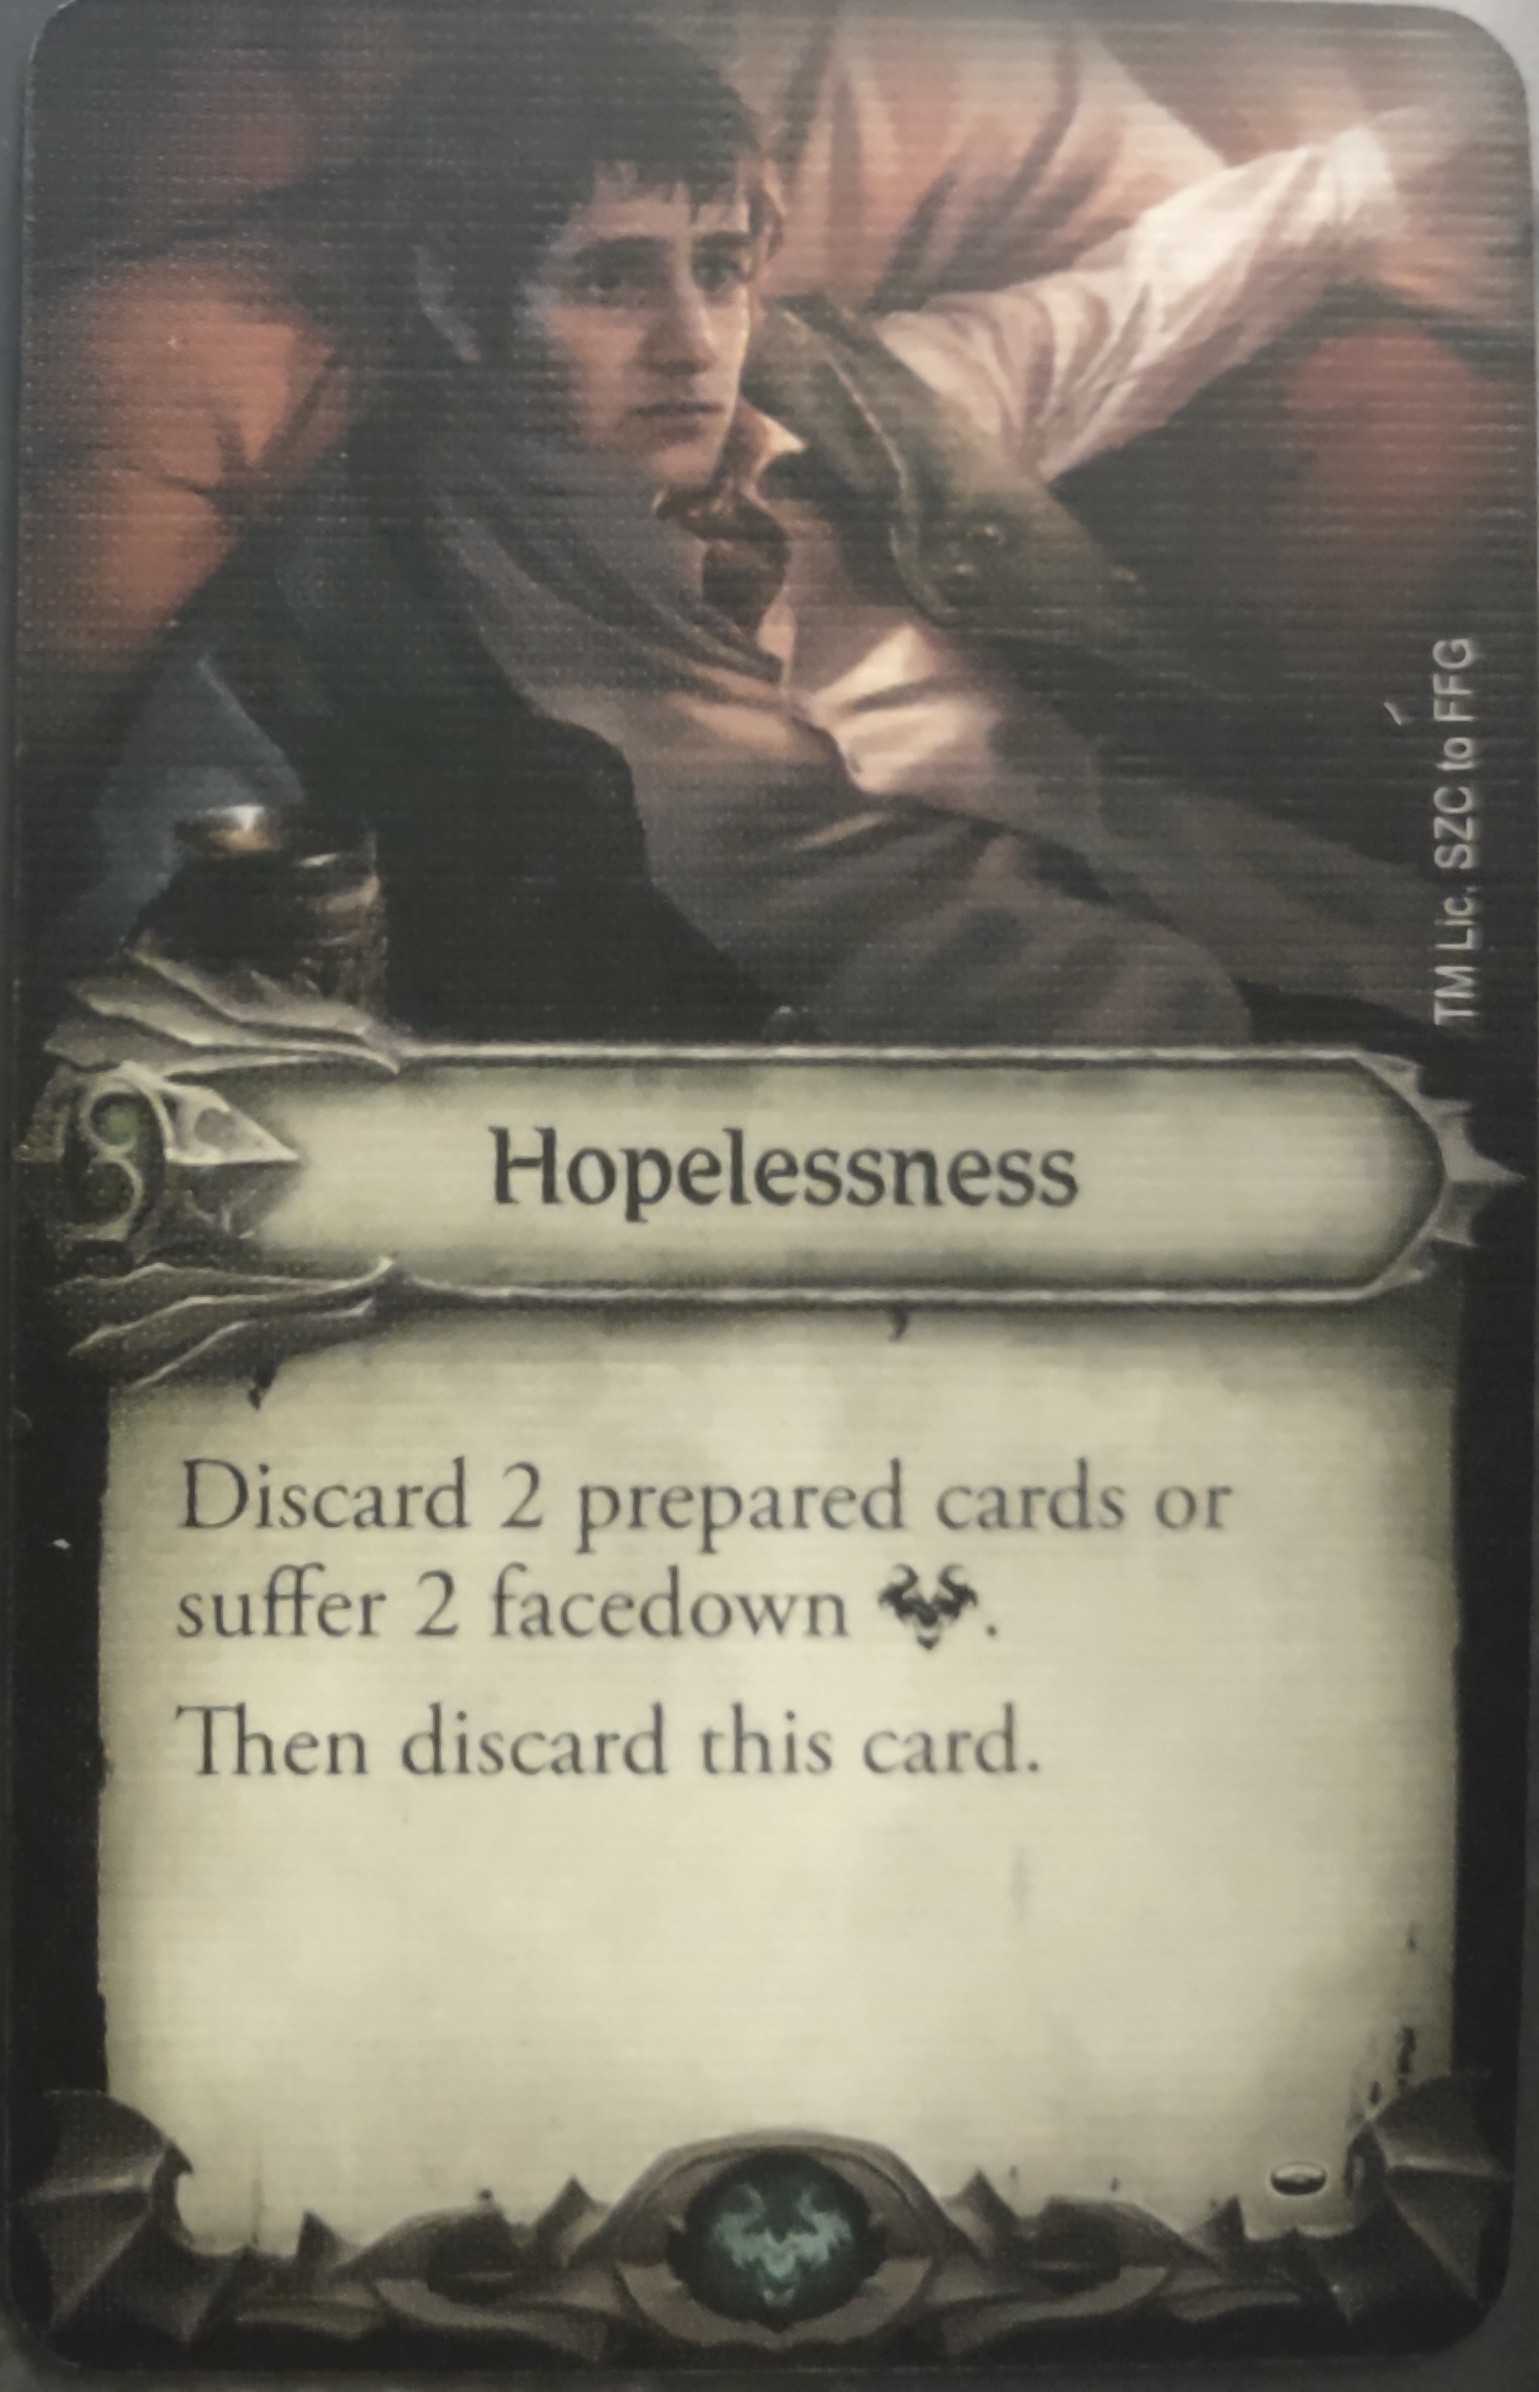 TM Lic. SZC to FFG
Hopelessness
Discard 2 prepared cards or
suffer 2 facedown .
Then discard this card.